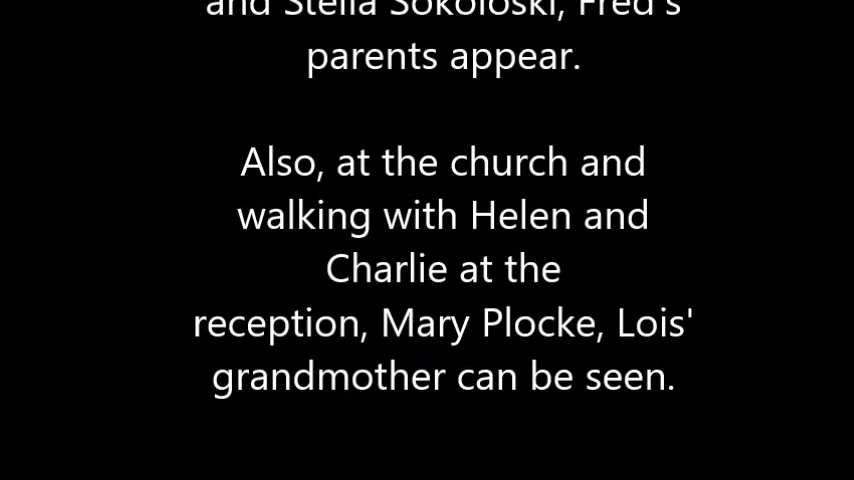 and Stella Sokoloski, Fred's
parents appear.
Also, at the church and
walking with Helen and
Charlie at the
reception, Mary Plocke, Lois'
grandmother can be seen.